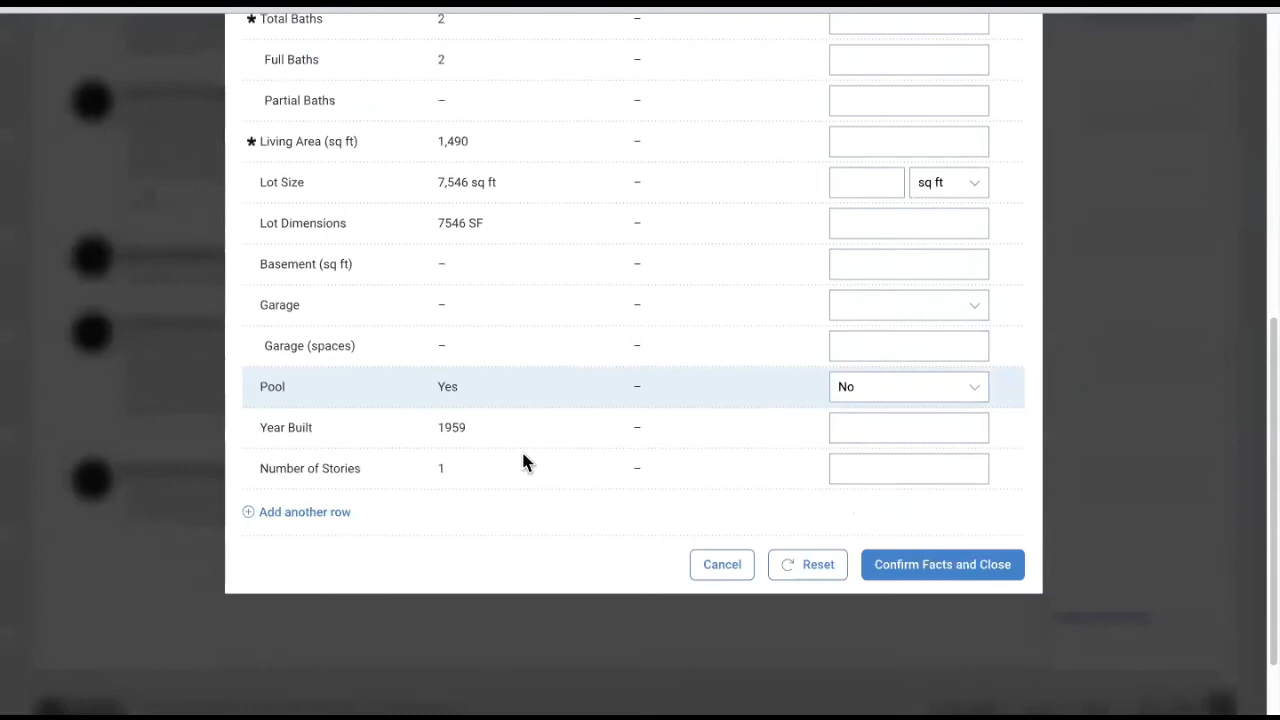 * Total Baths 2 –
Full Baths 2 –
Partial Baths – –
* Living Area (sq ft) 1,490 –
Lot Size 7,546 sq ft – sq ft
Lot Dimensions 7546 SF –
Basement (sq ft) – –
Garage – –
Garage (spaces) – –
Pool Yes – No
Year Built 1959 –
Number of Stories 1 –
Add another row
Cancel Reset Confirm Facts and Close